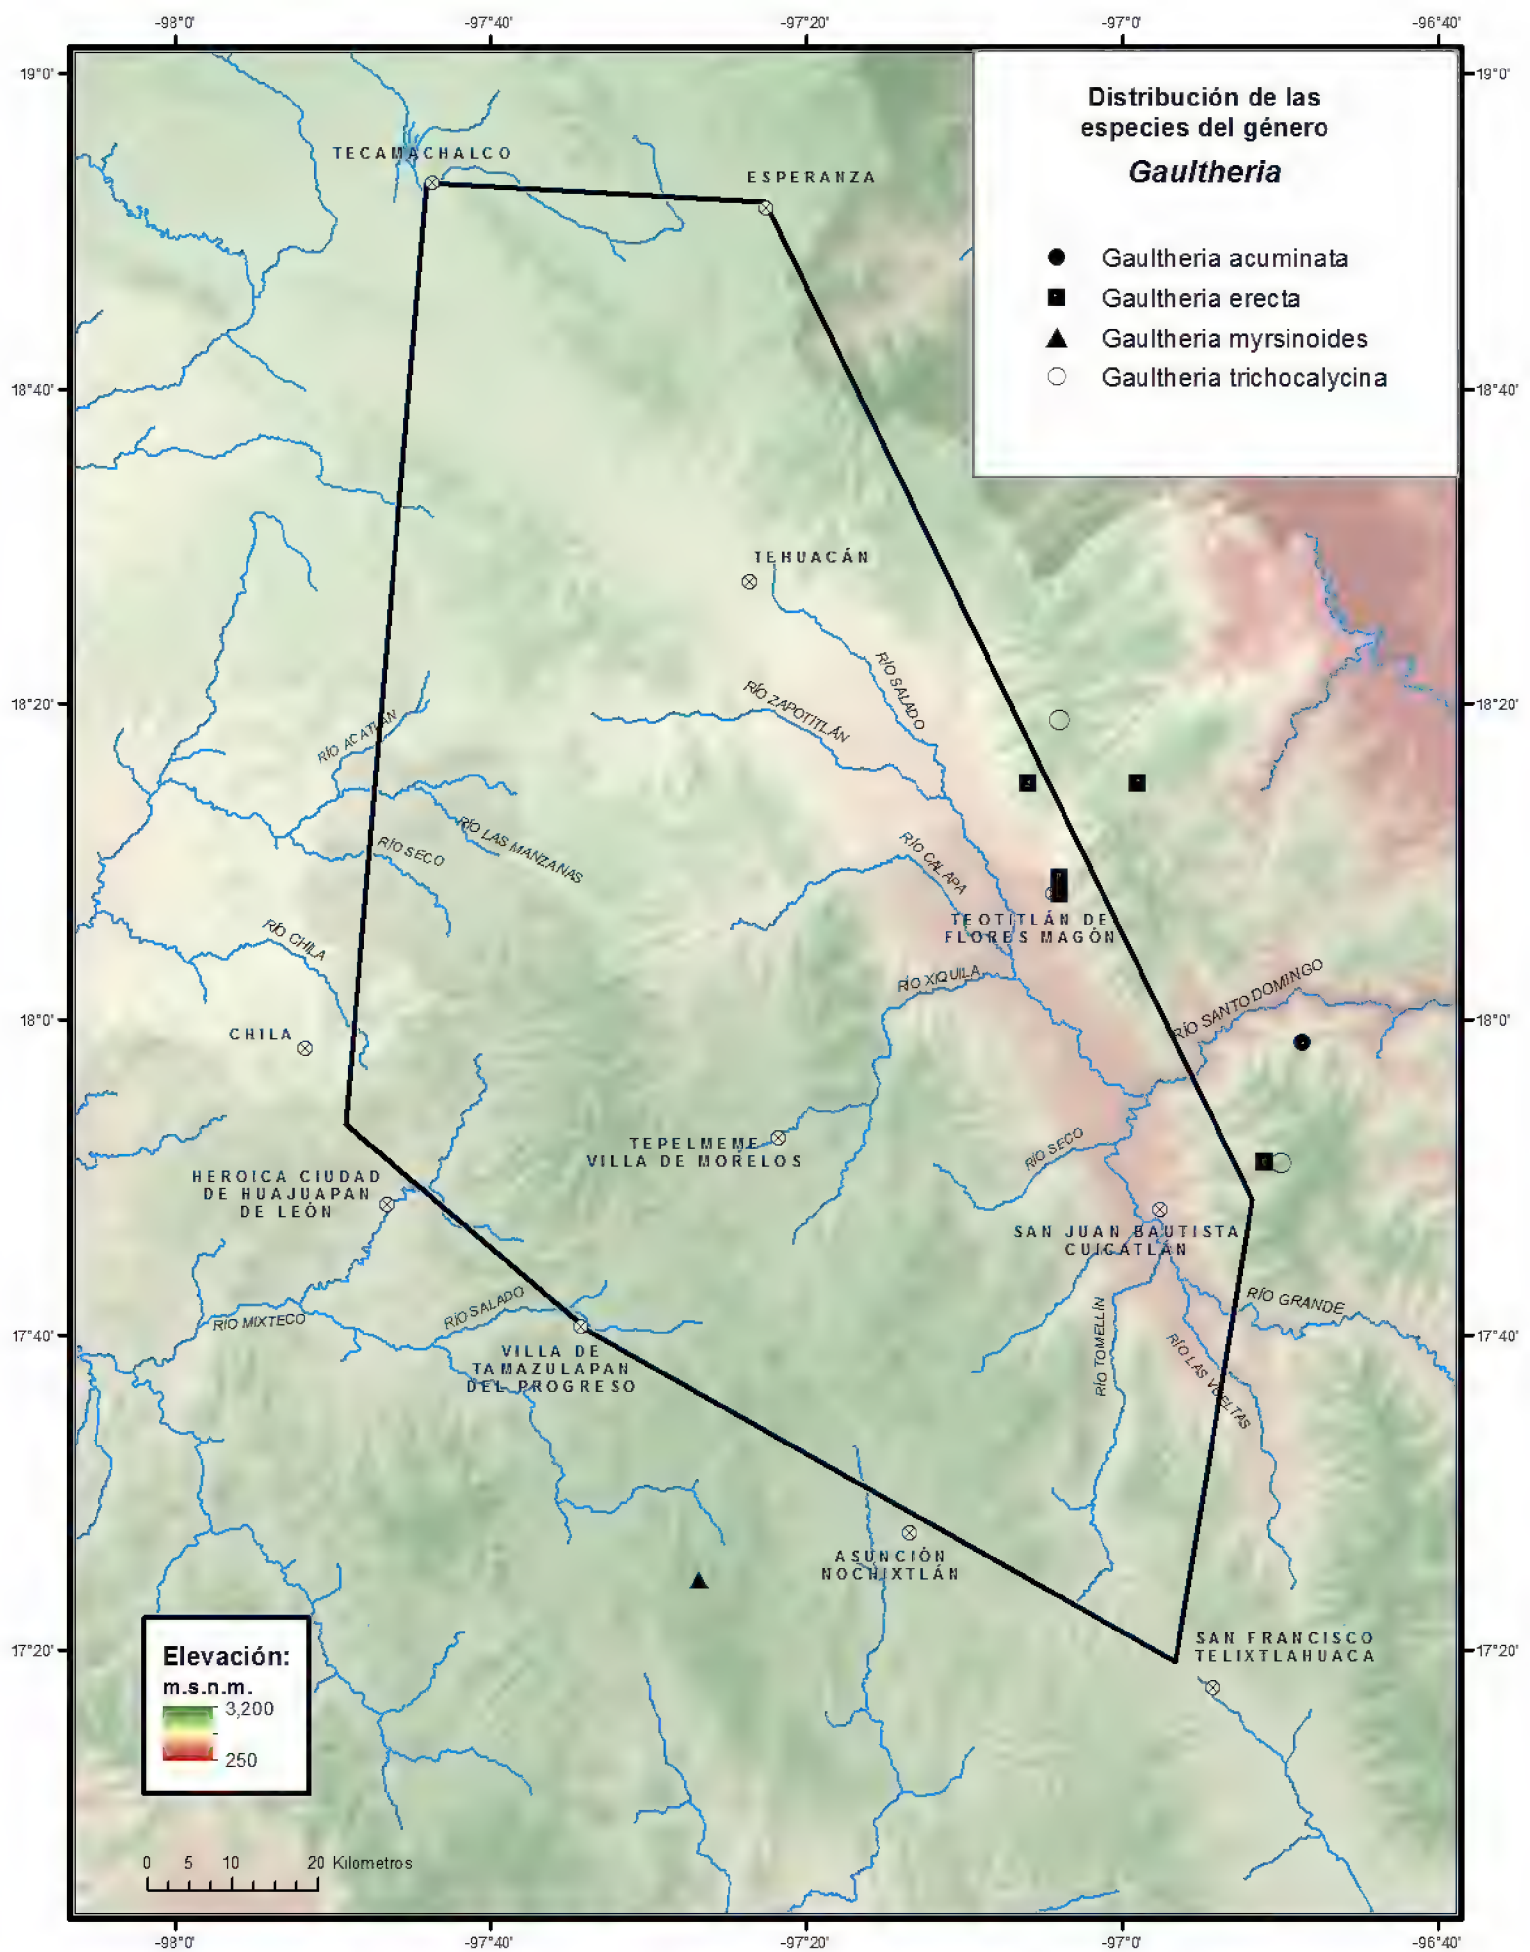 -98°0'
-97°40'
-97°20'
-97°0'
-96°40'
19°0'
19°0'
Distribución de las
especies del género
Gaultheria
Gaultheria acuminata
Gaultheria erecta
Gaultheria myrsinoides
Gaultheria trichocalycina
TECAMACHALCO
ESPERANZA
18°40'
18°40'
TEHUACÁN
RÍO SALADO
18°20'
18°20'
RÍO ZAPOTITLÁN
RÍO ACATLÁN
RÍO LAS MANZANAS
RÍO SECO
RÍO CALAPA
TEOTITLÁN DE
FLORES MAGÓN
RÍO CHILA
RÍO XIQUILA
RÍO SANTO DOMINGO
18°0'
18°0'
CHILA
TEPELMEME
VILLA DE MORELOS
RÍO SECO
HEROICA CIUDAD
DE HUAJUAPAN
DE LEÓN
SAN JUAN BAUTISTA
CUICATLÁN
RÍO SALADO
RÍO MIXTECO
RÍO GRANDE
17°40'
17°40'
VILLA DE
TAMAZULAPAN
DEL PROGRESO
RÍO TOMELLÍN
RÍO LAS VUELTAS
ASUNCIÓN
NOCHIXTLÁN
SAN FRANCISCO
TELIXTLAHUACA
17°20'
17°20'
Elevación:
m.s.n.m.
3,200
250
0 5 10 20 Kilometros
-98°0'
-97°40'
-97°20'
-97°0'
-96°40'